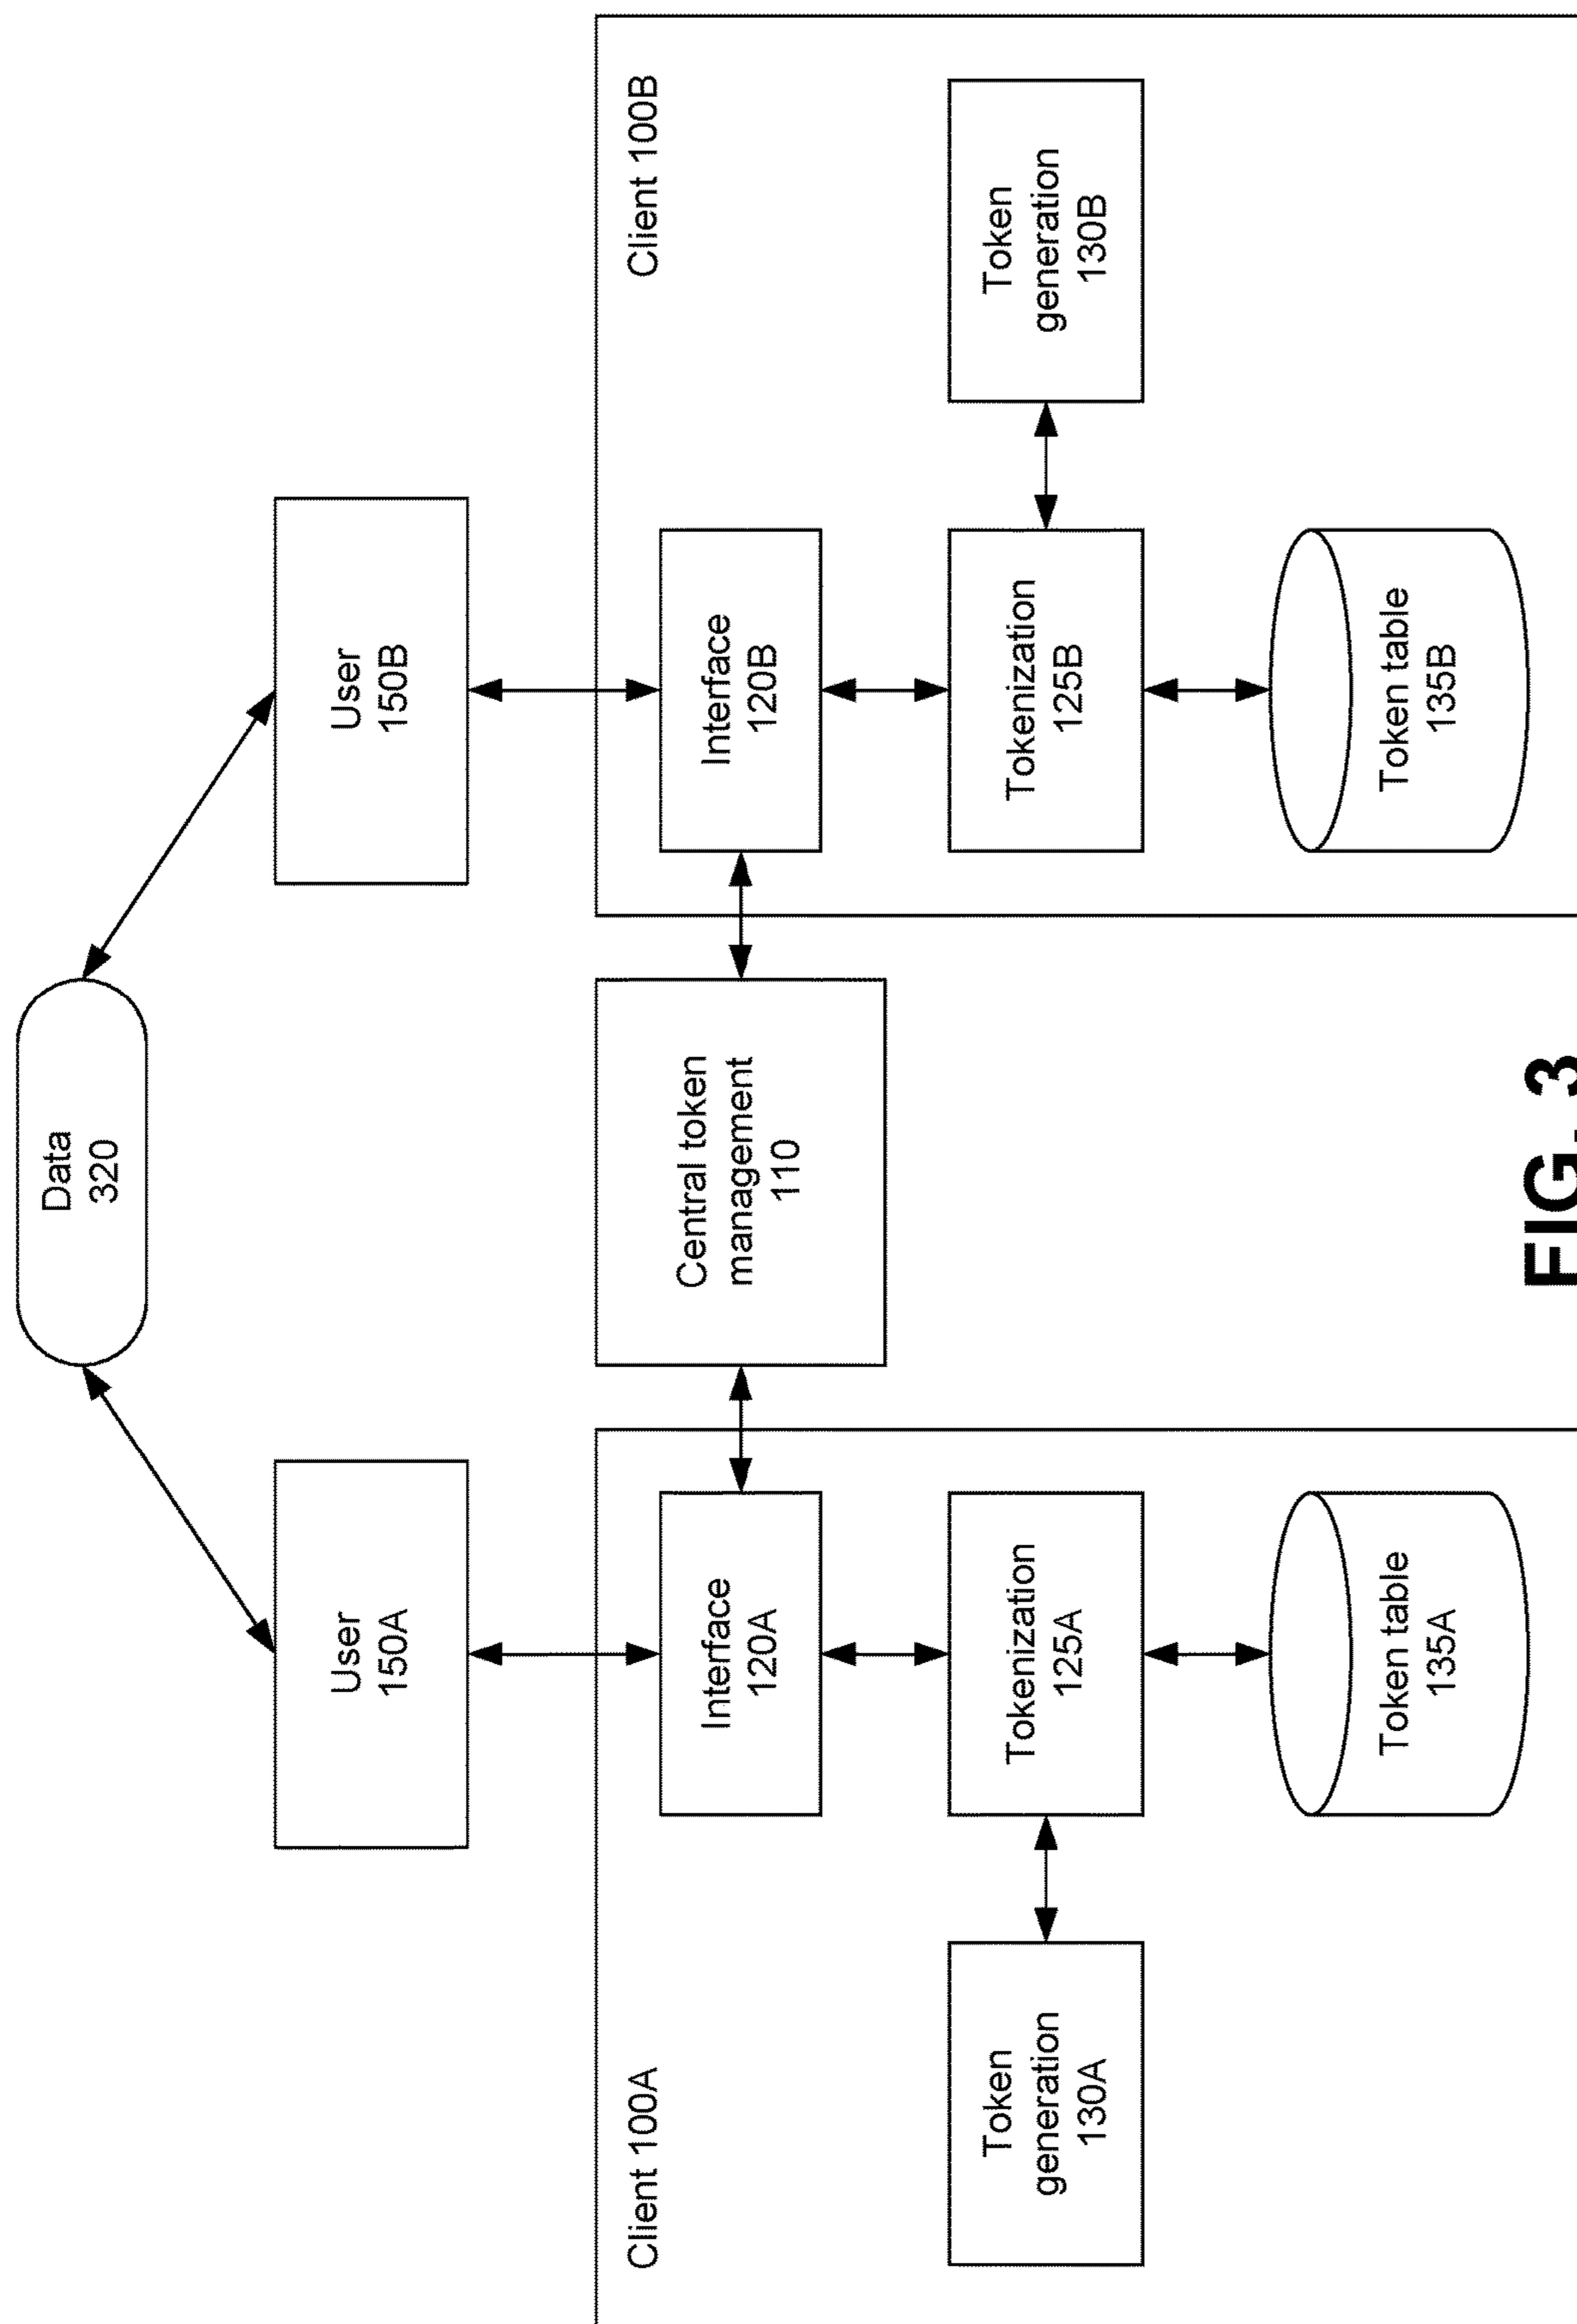 Data
320
User
150A
User
150B
Client 100A
Client 100B
Interface
120A
Central token
management
110
Interface
120B
Token
generation
130A
Tokenization
125A
Tokenization
125B
Token
generation
130B
Token table
135A
Token table
135B
FIG. 3